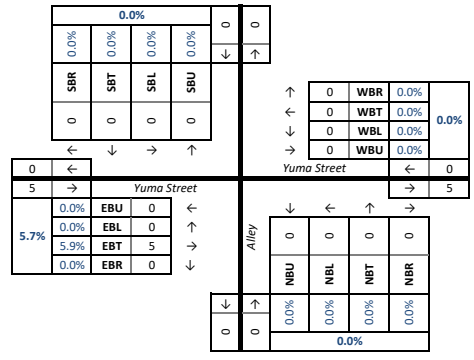 0.0% 0 0
0.0% 0.0% 0.0% 0.0% ↓ ↑
SBR SBT SBL SBU
0 0 0 0
← ↓ → ↑
↑ 0 WBR 0.0%
← 0 WBT 0.0%
↓ 0 WBL 0.0%
→ 0 WBU 0.0%
0.0%
0 ← Yuma Street ← 0
5 → Yuma Street → 5
5.7%
0.0% EBU 0 ←
0.0% EBL 0 ↑
5.9% EBT 5 →
0.0% EBR 0 ↓
Alley
↓ ← ↑ →
0 0 0 0
NBU NBL NBT NBR
↓ ↑ 0.0% 0.0% 0.0% 0.0%
0 0 0.0%